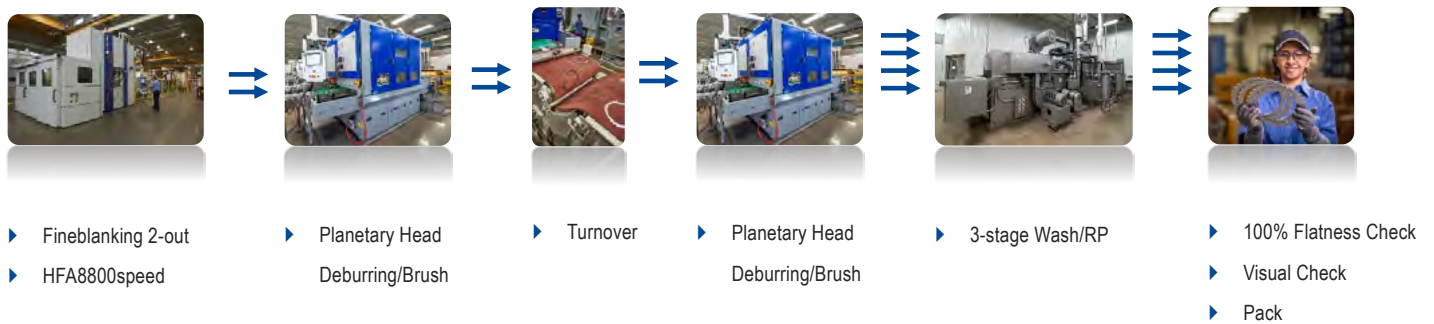 Fineblanking 2-out
HFA8800speed
Planetary Head
Deburring/Brush
Turnover
Planetary Head
Deburring/Brush
3-stage Wash/RP
100% Flatness Check
Visual Check
Pack